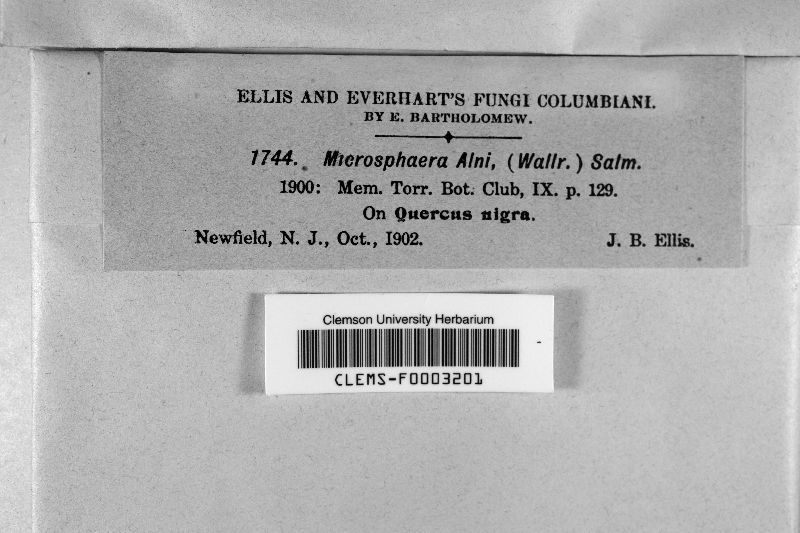 ELLIS AND EVERHART'S FUNGI COLUMBIANI.
BY E. BARTHOLOMEW.
1744. Microsphaera Alni, (Wallr.) Salm.
1900: Mem. Torr. Bot. Club, IX. p. 129.
On Quercus nigra.
Newfield, N. J., Oct., 1902. J. B. Ellis.
Clemson University Herbarium
CLEMS-F0003201